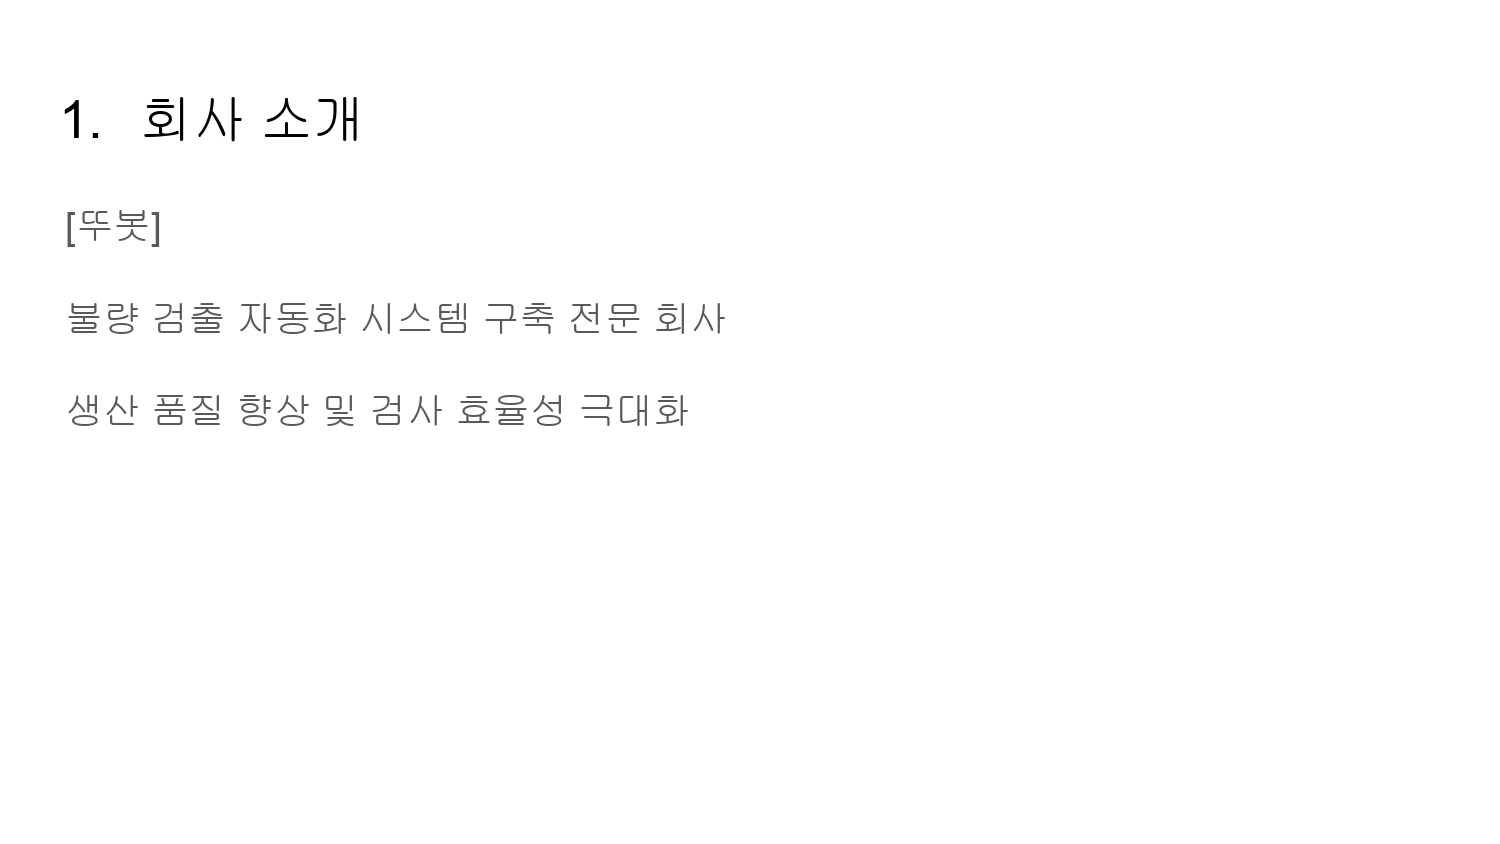 1. 회사 소개
[뚜봇]
불량 검출 자동화 시스템 구축 전문 회사
생산 품질 향상 및 검사 효율성 극대화